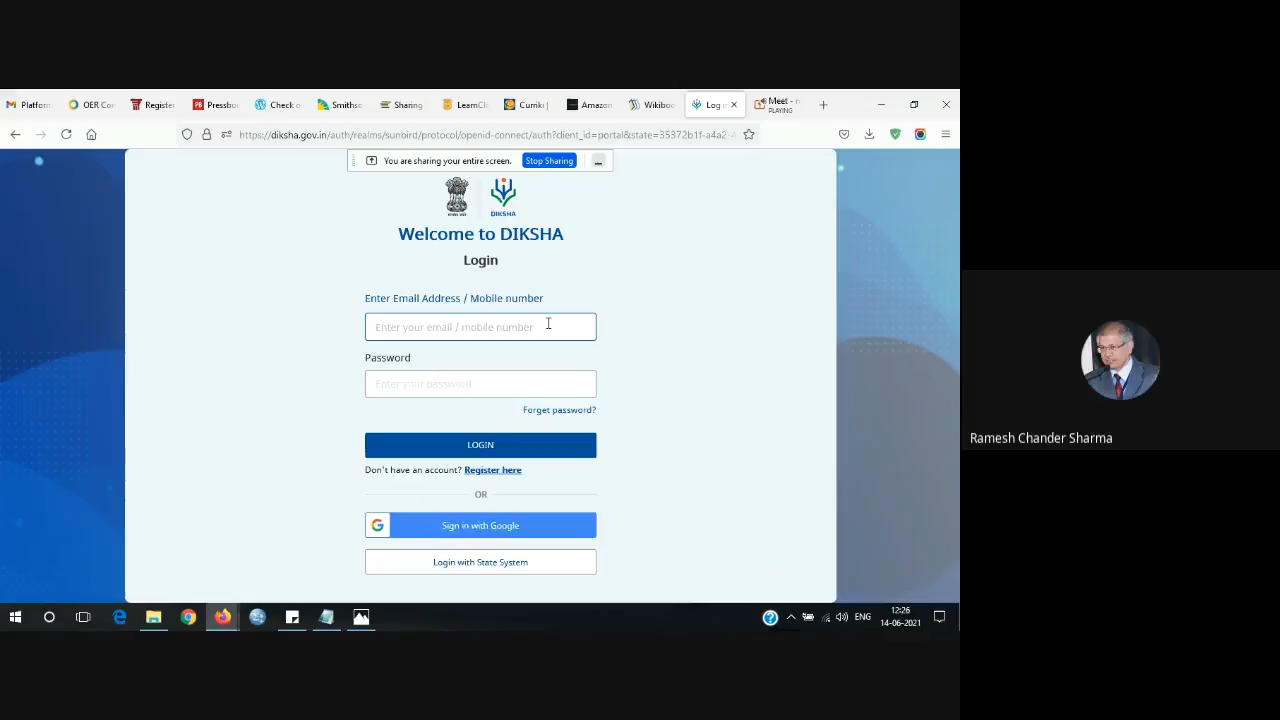 Platform
OER Con
Register
Pressboo
Check o
Smithso
Sharing
LearnCli
Curriki
Amazon
Wikiboo
Log in
Meet - 
PLAYING
https://diksha.gov.in/auth/realms/sunbird/protocol/openid-connect/auth?client_id=portal&state=35372b1f-a4a2-4
You are sharing your entire screen.
Stop Sharing
DIKSHA
Welcome to DIKSHA
Login
Enter Email Address / Mobile number
Enter your email / mobile number
Password
Enter your password
Forget password?
LOGIN
Don't have an account? Register here
OR
Sign in with Google
Login with State System
Ramesh Chander Sharma
ENG
12:26
14-06-2021